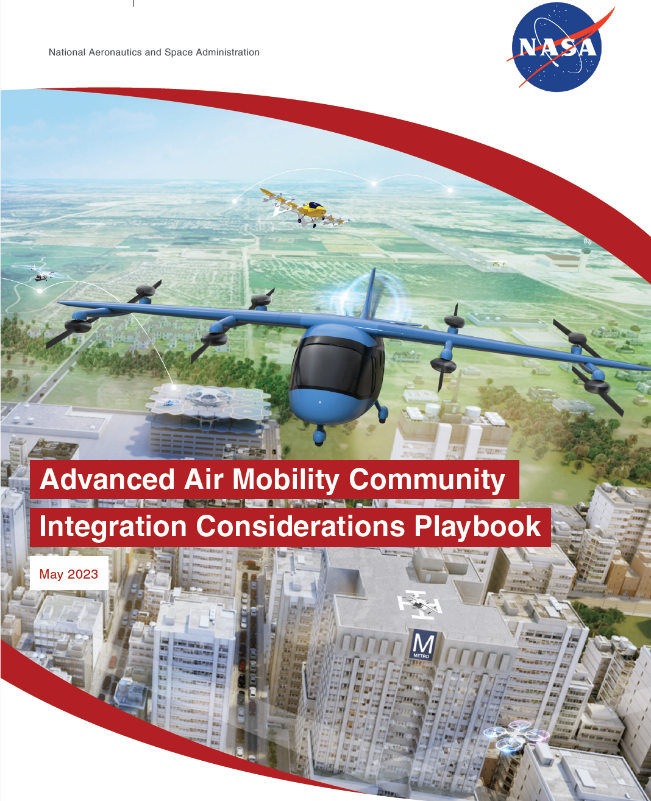 National Aeronautics and Space Administration
NASA
Advanced Air Mobility Community
Integration Considerations Playbook
May 2023
H
M
METRO